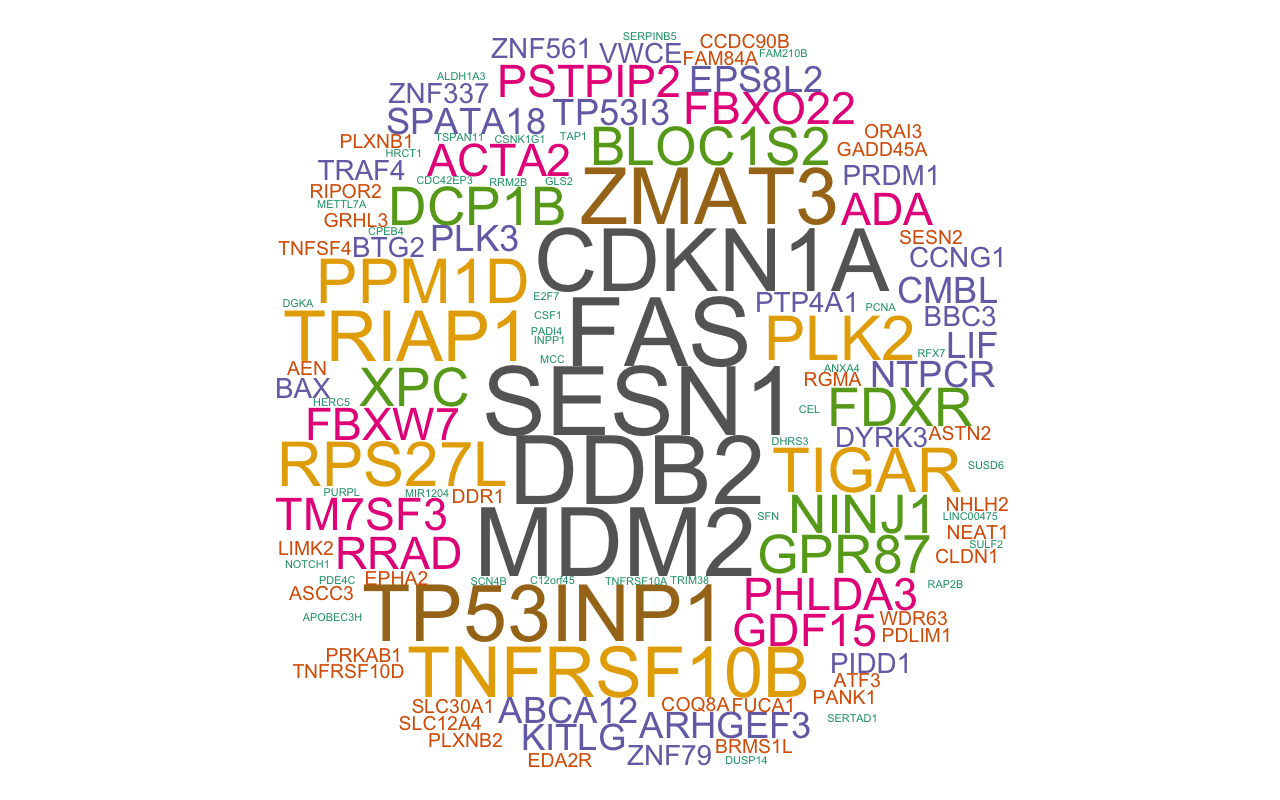 SERPINB5
ZNF561
VWCE
CCDC90B
FAM84A
FAM210B
ALDH1A3
ZNF337
PSTPIP2
EPS8L2
SPATA18
TP53I3
FBXO22
PLXNB1
TSPAN11
CSNK1G1
TAP1
BLOC1S2
ORAI3
GADD45A
HRCT1
TRAF4
ACTA2
CDC42EP3
RRM2B
GLS2
ZMAT3
PRDM1
RIPOR2
METTL7A
GRHL3
DCP1B
ADA
CPEB4
TNFSF4
BTG2
PLK3
CDKN1A
SESN2
CCNG1
PPM1D
DGKA
E2F7
PTP4A1
PCNA
CMBL
TRIAP1
CSF1
PADI4
INPP1
FAS
PLK2
BBC3
RFX7
LIF
MCC
AEN
BAX
XPC
SESN1
ANXA4
RGMA
NTPCR
HERC5
FBXW7
CEL
FDXR
DYRK3
ASTN2
RPS27L
DDB2
DHRS3
TIGAR
SUSD6
PURPL
MIR1204
DDR1
TM7SF3
MDM2
SFN
NINJ1
NHLH2
LINC00475
NEAT1
LIMK2
RRAD
GPR87
SULF2
CLDN1
NOTCH1
PDE4C
EPHA2
SCN4B
C12orf45
TNFRSF10A
TRIM38
RAP2B
ASCC3
APOBEC3H
TP53INP1
PHLDA3
GDF15
WDR63
PDLIM1
PRKAB1
TNFRSF10D
TNFRSF10B
PIDD1
ATF3
PANK1
SLC30A1
SLC12A4
ABCA12
COQ8A
FUCA1
SERTAD1
PLXNB2
KITLG
ARHGEF3
EDA2R
ZNF79
BRMS1L
DUSP14